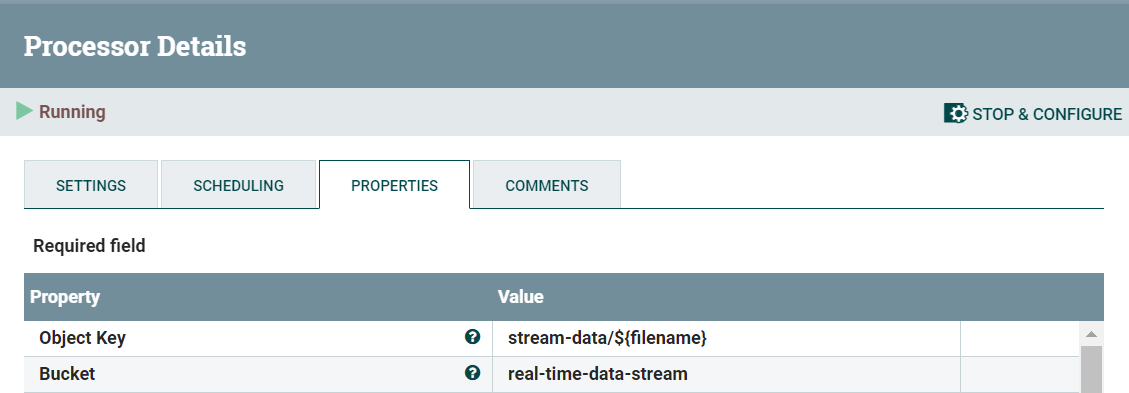 Processor Details
Running
STOP & CONFIGURE
SETTINGS SCHEDULING PROPERTIES COMMENTS
Required field
Property Value
Object Key ? stream-data/${filename}
Bucket ? real-time-data-stream